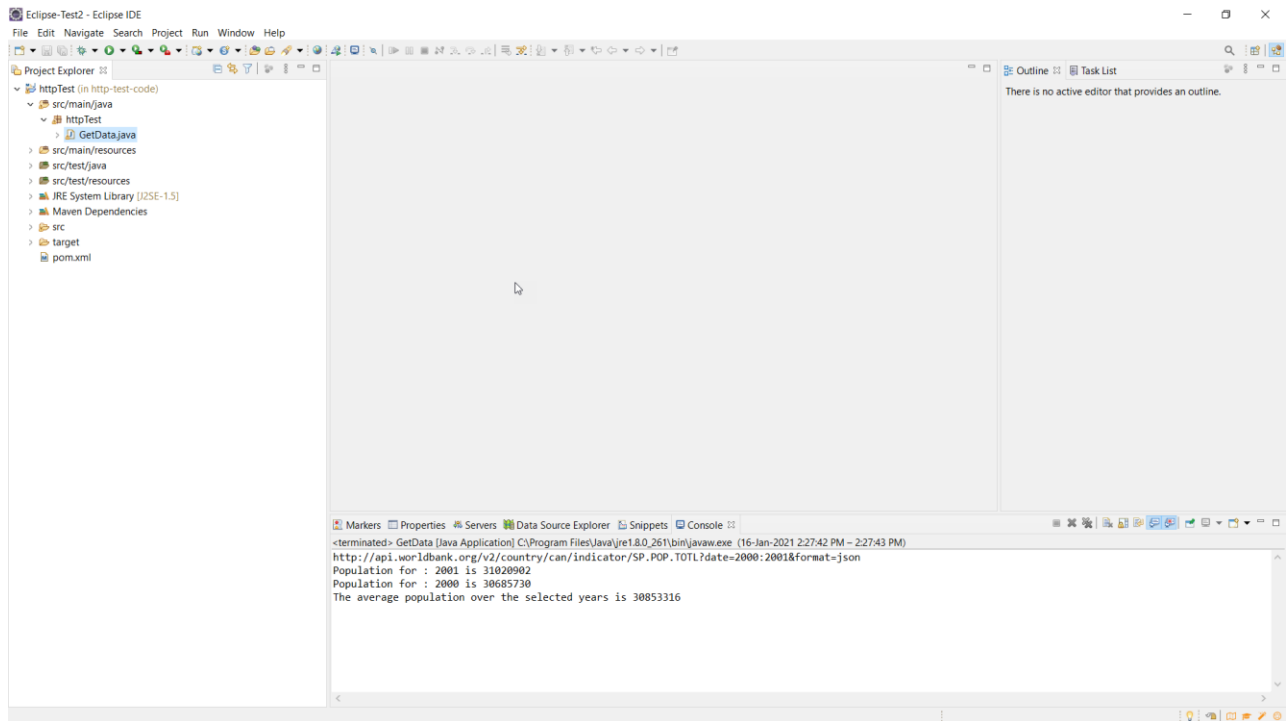 Eclipse-Test2 - Eclipse IDE
File Edit Navigate Search Project Run Window Help
Project Explorer
httpTest (in http-test-code)
src/main/java
httpTest
GetData.java
src/main/resources
src/test/java
src/test/resources
JRE System Library [J2SE-1.5]
Maven Dependencies
src
target
pom.xml
Outline Task List
There is no active editor that provides an outline.
Markers Properties Servers Data Source Explorer Snippets Console
<terminated> GetData [Java Application] C:\Program Files\Java\jre1.8.0_261\bin\javaw.exe (16-Jan-2021 2:27:42 PM – 2:27:43 PM)
http://api.worldbank.org/v2/country/can/indicator/SP.POP.TOTL?date=2000:2001&format=json
Population for : 2001 is 31020902
Population for : 2000 is 30685730
The average population over the selected years is 30853316